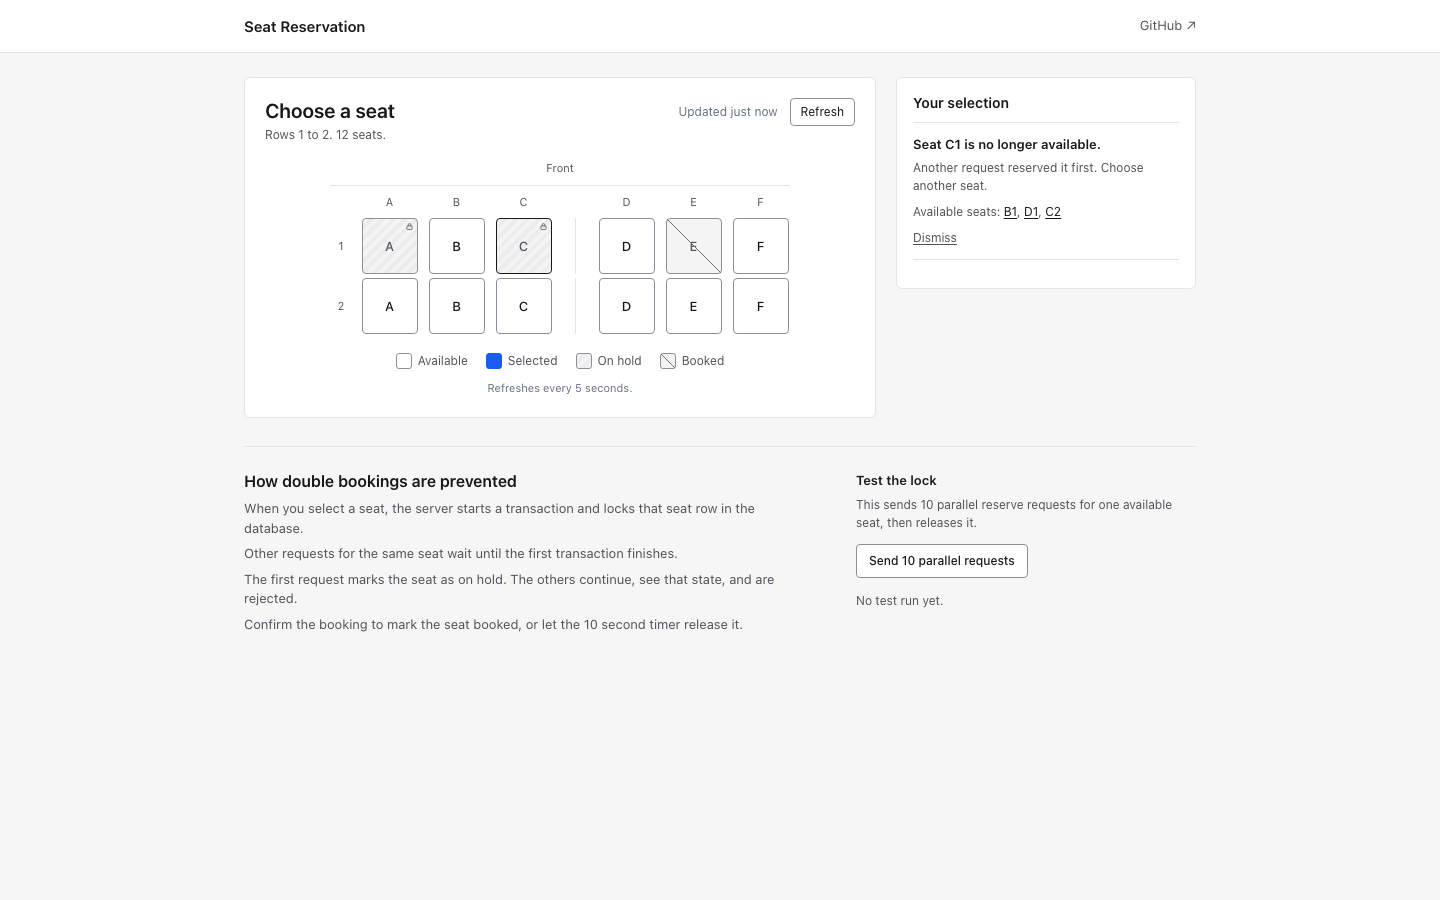 Seat Reservation
GitHub ↗
Choose a seat
Updated just now
Refresh
Rows 1 to 2. 12 seats.
Front
A B C D E F
1 A B C D E F
2 A B C D E F
Available Selected On hold Booked
Refreshes every 5 seconds.
Your selection
Seat C1 is no longer available.
Another request reserved it first. Choose
another seat.
Available seats: B1, D1, C2
Dismiss
How double bookings are prevented
When you select a seat, the server starts a transaction and locks that seat row in the
database.
Other requests for the same seat wait until the first transaction finishes.
The first request marks the seat as on hold. The others continue, see that state, and are
rejected.
Confirm the booking to mark the seat booked, or let the 10 second timer release it.
Test the lock
This sends 10 parallel reserve requests for one available
seat, then releases it.
Send 10 parallel requests
No test run yet.